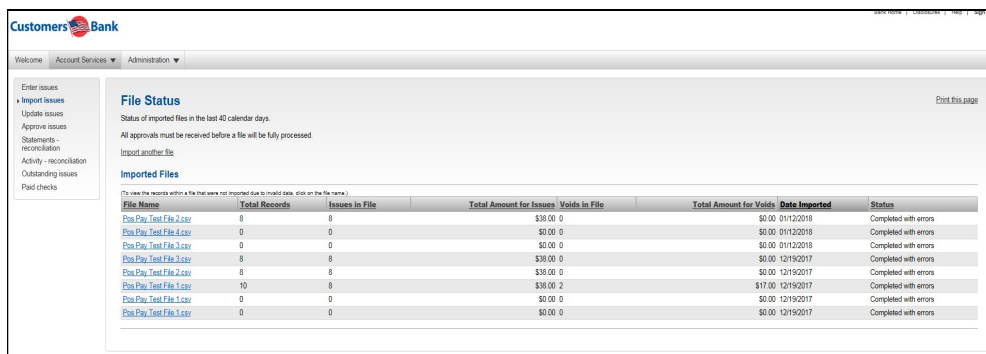 Bank Home | Disclosures | Help | Sign
Customers Bank
Welcome Account Services ▼ Administration ▼
Enter issues
Import issues
Update issues
Approve issues
Statements -
reconciliation
Activity - reconciliation
Outstanding issues
Paid checks
File Status
Print this page
Status of imported files in the last 40 calendar days.
All approvals must be received before a file will be fully processed.
Import another file
Imported Files
(To view the records within a file that were not imported due to invalid data, click on the file name.)
File Name Total Records Issues in File Total Amount for Issues Voids in File Total Amount for Voids Date Imported Status
Pos Pay Test File 2.csv 8 8 $38.00 0 $0.00 01/12/2018 Completed with errors
Pos Pay Test File 4.csv 0 0 $0.00 0 $0.00 01/12/2018 Completed with errors
Pos Pay Test File 3.csv 0 0 $0.00 0 $0.00 01/12/2018 Completed with errors
Pos Pay Test File 3.csv 8 8 $38.00 0 $0.00 12/19/2017 Completed with errors
Pos Pay Test File 2.csv 8 8 $38.00 0 $0.00 12/19/2017 Completed with errors
Pos Pay Test File 1.csv 10 8 $38.00 2 $17.00 12/19/2017 Completed with errors
Pos Pay Test File 1.csv 0 0 $0.00 0 $0.00 12/19/2017 Completed with errors
Pos Pay Test File 1.csv 0 0 $0.00 0 $0.00 12/19/2017 Completed with errors